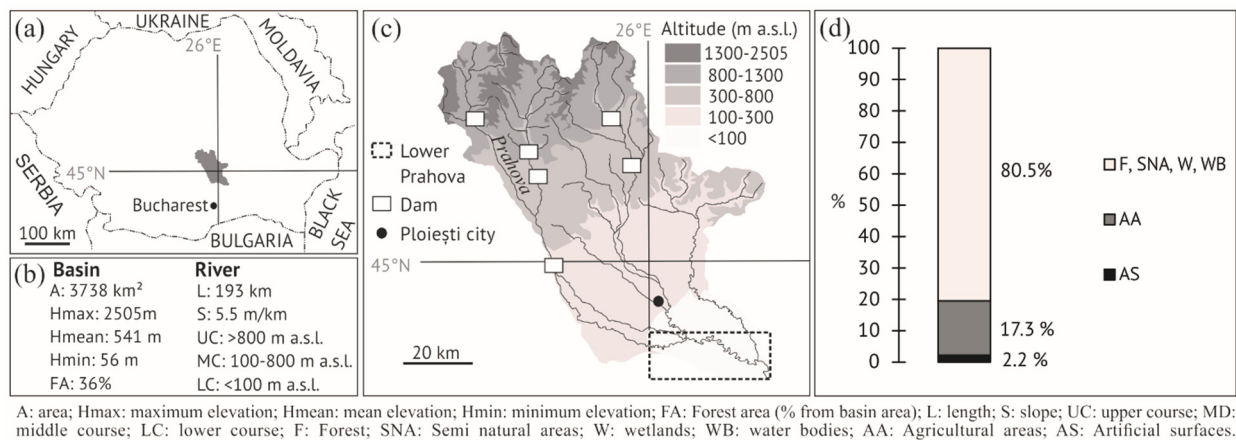 (a)
UKRAINE
MOLDAVIA
HUNGARY
26°E
SERBIA
45°N
Bucharest
100 km
BULGARIA
BLACK
SEA
(b)
Basin
A: 3738 km²
Hmax: 2505m
Hmean: 541 m
Hmin: 56 m
FA: 36%
River
L: 193 km
S: 5.5 m/km
UC: >800 m a.s.l.
MC: 100-800 m a.s.l.
LC: <100 m a.s.l.
(c)
26°E
Altitude (m a.s.l.)
1300-2505
800-1300
300-800
100-300
<100
Prahova
Lower
Prahova
Dam
Ploiești city
45°N
20 km
(d)
100
90
80
70
60
50
40
30
20
10
0
%
80.5%
17.3 %
2.2 %
F, SNA, W, WB
AA
AS
A: area; Hmax: maximum elevation; Hmean: mean elevation; Hmin: minimum elevation; FA: Forest area (% from basin area); L: length; S: slope; UC: upper course; MD:
middle course; LC: lower course; F: Forest; SNA: Semi natural areas; W: wetlands; WB: water bodies; AA: Agricultural areas; AS: Artificial surfaces.